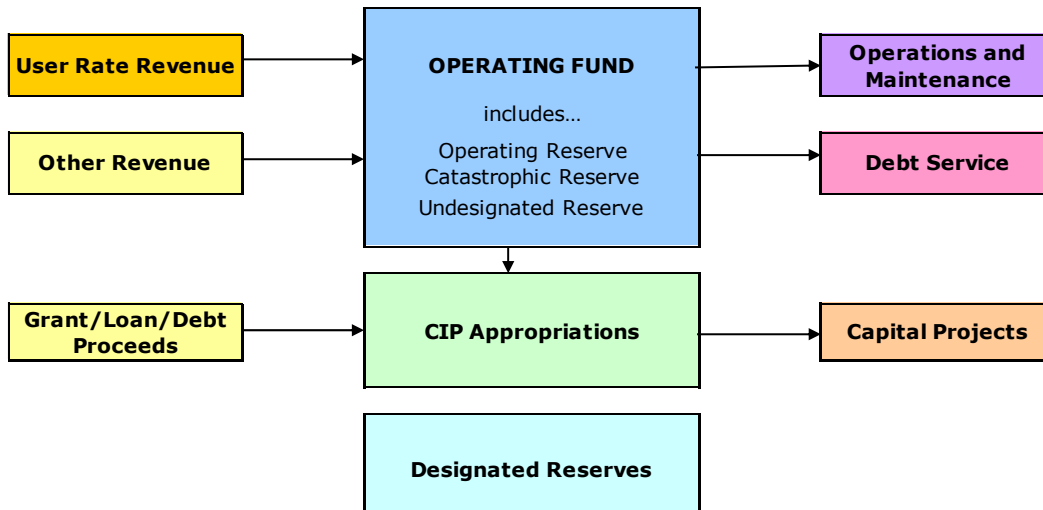 User Rate Revenue
OPERATING FUND
includes...
Operating Reserve
Catastrophic Reserve
Undesignated Reserve
Operations and
Maintenance
Other Revenue
Debt Service
Grant/Loan/Debt
Proceeds
CIP Appropriations
Capital Projects
Designated Reserves